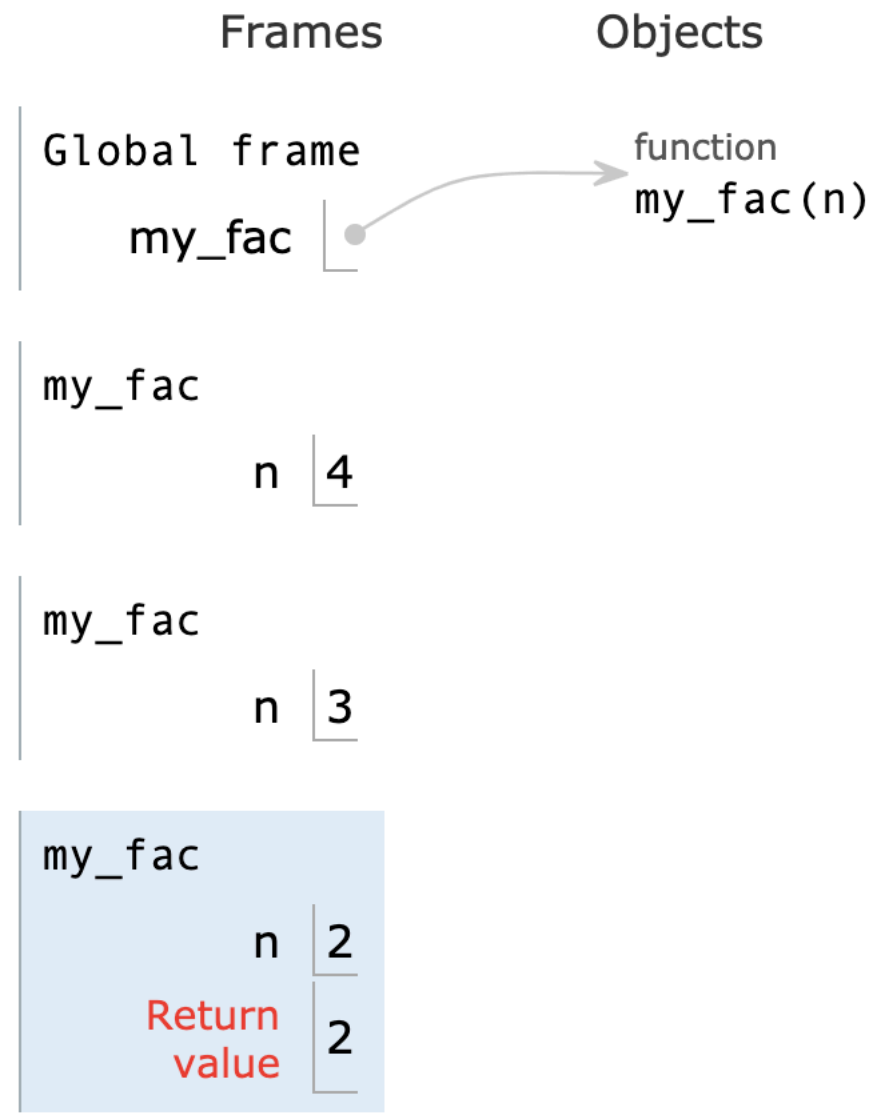 Frames Objects
Global frame
function
my_fac(n)
my_fac
my_fac
n 4
my_fac
n 3
my_fac
n 2
Return
value 2